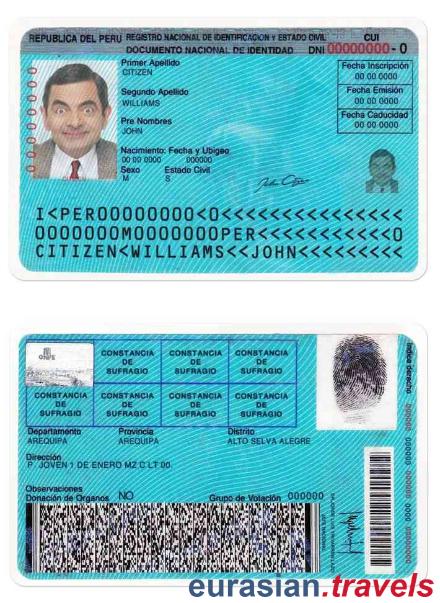 REPUBLICA DEL PERU REGISTRO NACIONAL DE IDENTIFICACION Y ESTADO CIVIL CUI
DOCUMENTO NACIONAL DE IDENTIDAD DNI 00000000 - 0
Primer Apellido
CITIZEN
Segundo Apellido
WILLIAMS
Pre Nombres
JOHN
Nacimiento: Fecha y Ubigeo
00 00 0000 000000
Sexo Estado Civil
M S
Fecha Inscripción
00 00 0000
Fecha Emisión
00 00 0000
Fecha Caducidad
00 00 0000
I<PER00000000<0<<<<<<<<<<<<<<<
0000000M0000000PER<<<<<<<<<<<0
CITIZEN<WILLIAMS<<JOHN<<<<<<<<
ONPE
CONSTANCIA DE SUFRAGIO
CONSTANCIA DE SUFRAGIO
CONSTANCIA DE SUFRAGIO
CONSTANCIA DE SUFRAGIO
CONSTANCIA DE SUFRAGIO
CONSTANCIA DE SUFRAGIO
CONSTANCIA DE SUFRAGIO
Indice derecho
Departamento Provincia Distrito
AREQUIPA AREQUIPA ALTO SELVA ALEGRE
Dirección
P. JOVEN 1 DE ENERO MZ C LT 00.
Observaciones
Donación de Organos NO Grupo de Votación 000000
eurasian.travels